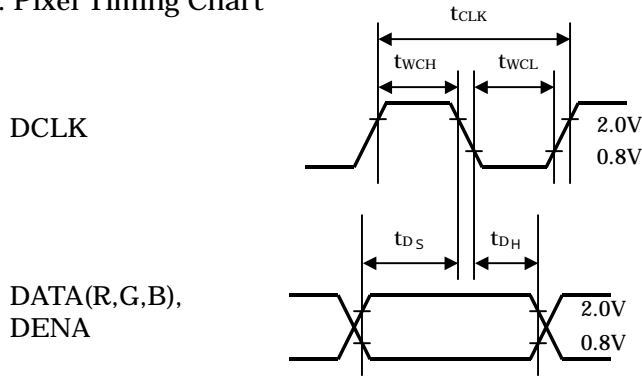 . Pixel Timing Chart
tCLK
tWCH
tWCL
DCLK
2.0V
0.8V
tDS
tDH
DATA(R,G,B),
DENA
2.0V
0.8V